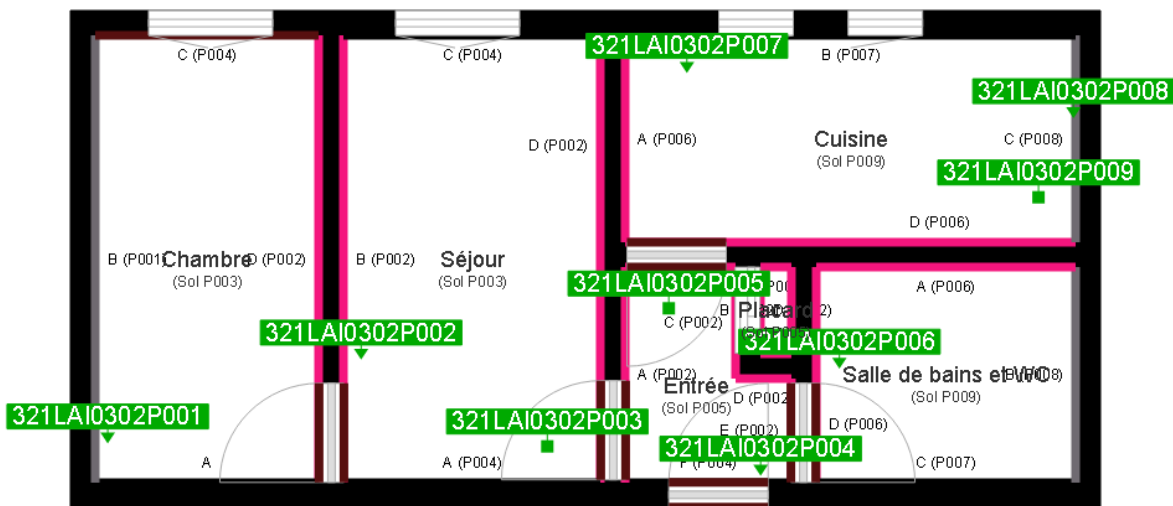 321LAI0302P007
C (P004)
C (P004)
B (P007)
321LAI0302P008
D (P002)
A (P006)
Cuisine
(Sol P009)
C (P008)
321LAI0302P009
D (P006)
B (P001)
Chambre
(Sol P003)
D (P002)
B (P002)
Séjour
(Sol P003)
321LAI0302P005
A (P006)
C (P002)
B
Placard
321LAI0302P002
321LAI0302P006
A (P002)
Entrée
(Sol P005)
D (P002
Salle de bains et WC
(Sol P009)
321LAI0302P001
321LAI0302P003
E (P002)
D (P006)
321LAI0302P004
A
A (P004)
F (P004)
C (P007)